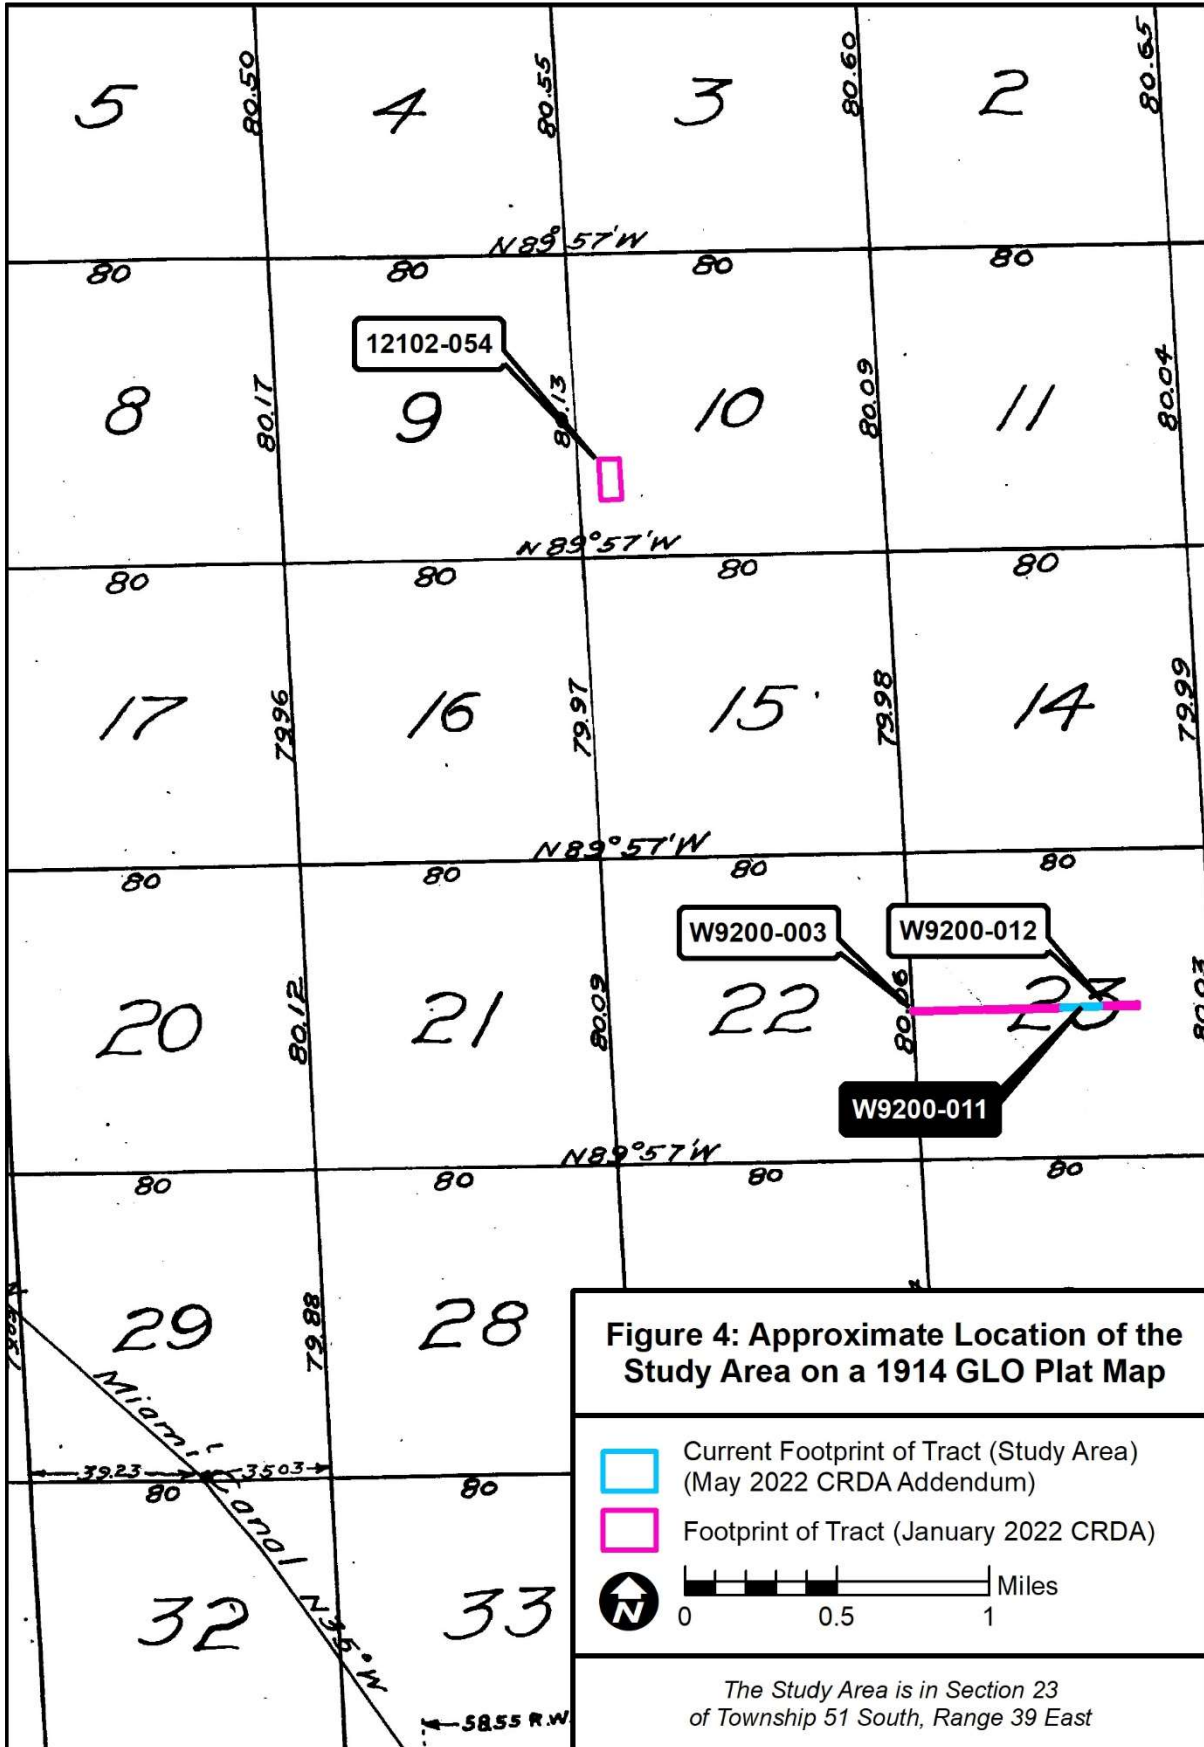 5 4 3 2
80.50 80.55 80.60 80.65
N89°57'W
80 80 80 80
12102-054
8 9 10 11
80.17 .13 80.09 80.04
N89°57'W
80 80 80 80
17 16 15 14
79.96 79.97 79.98 79.99
N89°57'W
80 80 80 80
W9200-003 W9200-012
20 21 22 23
80.12 80.09 80.06 80.03
W9200-011
N89°57'W
80 80 80 80
29 28
79.88
Miami Canal N35°W
39.23 35.03
80 80
32 33
58.55 R.W.
Figure 4: Approximate Location of the
Study Area on a 1914 GLO Plat Map
Current Footprint of Tract (Study Area)
(May 2022 CRDA Addendum)
Footprint of Tract (January 2022 CRDA)
N
Miles
0 0.5 1
The Study Area is in Section 23
of Township 51 South, Range 39 East